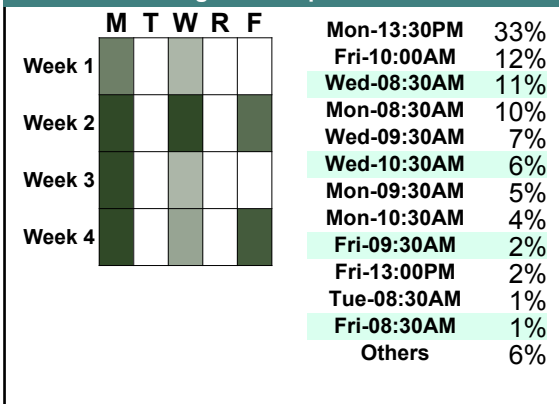 M T W R F
Week 1
Week 2
Week 3
Week 4
Mon-13:30PM 33%
Fri-10:00AM 12%
Wed-08:30AM 11%
Mon-08:30AM 10%
Wed-09:30AM 7%
Wed-10:30AM 6%
Mon-09:30AM 5%
Mon-10:30AM 4%
Fri-09:30AM 2%
Fri-13:00PM 2%
Tue-08:30AM 1%
Fri-08:30AM 1%
Others 6%